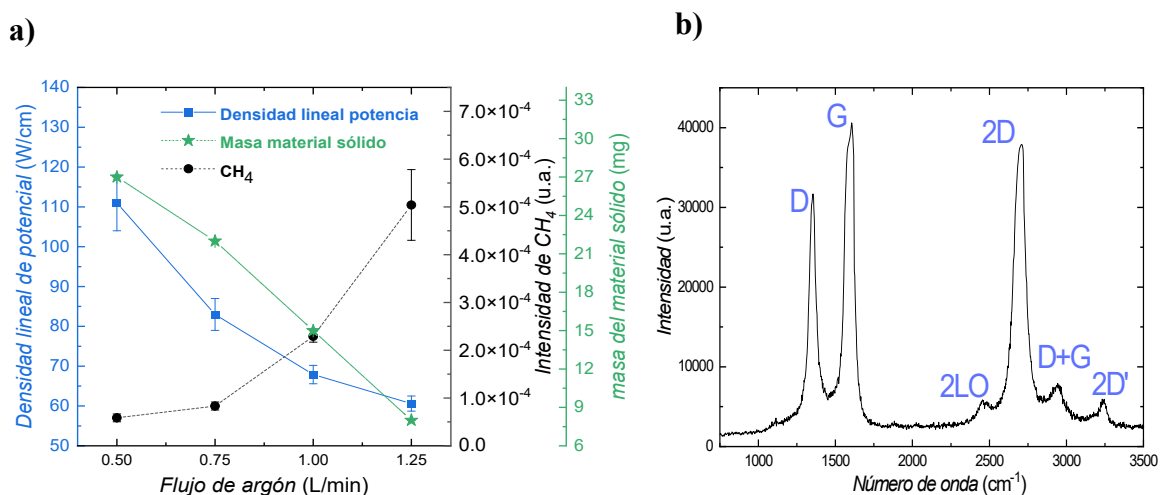 a)
Densidad lineal de potencial (W/cm)
140
130
120
110
100
90
80
70
60
50
Densidad lineal potencia
Masa material sólido
CH4
0.50 0.75 1.00 1.25
Flujo de argón (L/min)
7.0×10-4
6.0×10-4
5.0×10-4
4.0×10-4
3.0×10-4
2.0×10-4
1.0×10-4
0.0
Intensidad de CH4 (u.a.)
33
30
27
24
21
18
15
12
9
6
masa del material sólido (mg)
b)
Intensidad (u.a.)
40000
30000
20000
10000
0
D
G
2LO
2D
D+G
2D'
1000 1500 2000 2500 3000 3500
Número de onda (cm-1)